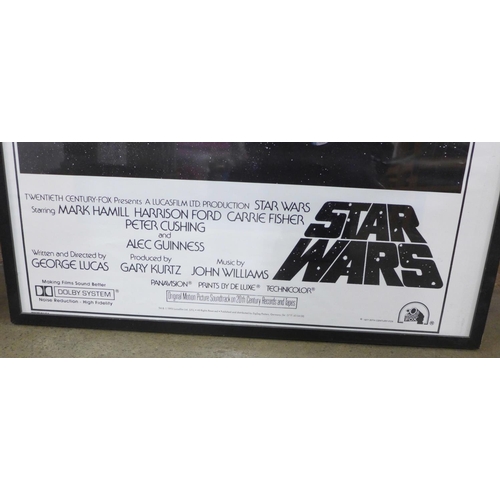 TWENTIETH CENTURY-FOX Presents A LUCASFILM LTD. PRODUCTION STAR WARS
Starring MARK HAMILL HARRISON FORD CARRIE FISHER
PETER CUSHING
and
ALEC GUINNESS
Written and Directed by
GEORGE LUCAS
Produced by
GARY KURTZ
Music by
JOHN WILLIAMS
PANAVISION® PRINTS BY DE LUXE® TECHNICOLOR®
Original Motion Picture Soundtrack on 20th Century Records and Tapes
Making Films Sound Better
DOLBY SYSTEM®
Noise Reduction · High Fidelity
STAR
WARS